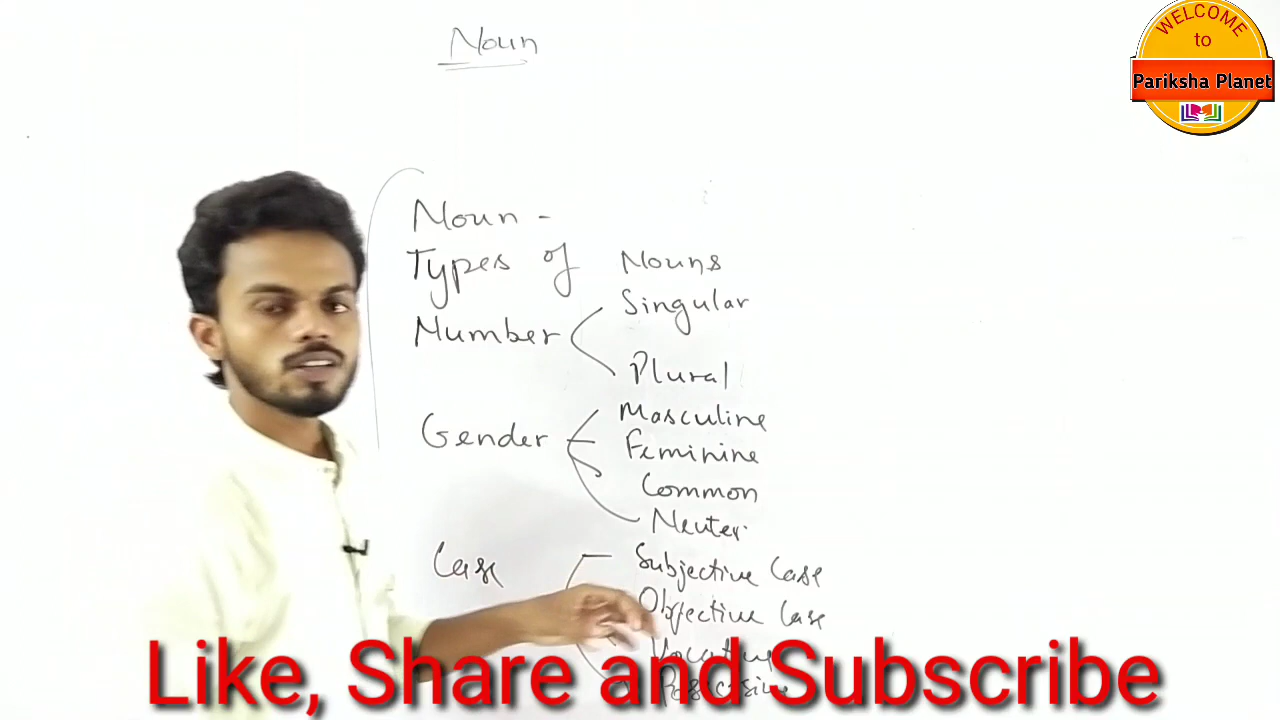 Noun
WELCOME
to
Pariksha Planet
Noun -
Types of Nouns
Number
Singular
Plural
Gender
Masculine
Feminine
Common
Neuter
Case
Subjective Case
Objective Case
Vocative
Like, Share and Subscribe